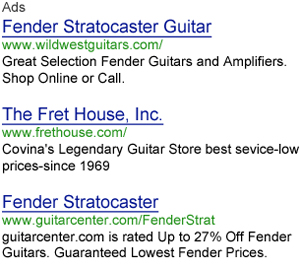 Ads
Fender Stratocaster Guitar
www.wildwestguitars.com/
Great Selection Fender Guitars and Amplifiers.
Shop Online or Call.
The Fret House, Inc.
www.frethouse.com/
Covina's Legendary Guitar Store best sevice-low
prices-since 1969
Fender Stratocaster
www.guitarcenter.com/FenderStrat
guitarcenter.com is rated Up to 27% Off Fender
Guitars. Guaranteed Lowest Fender Prices.